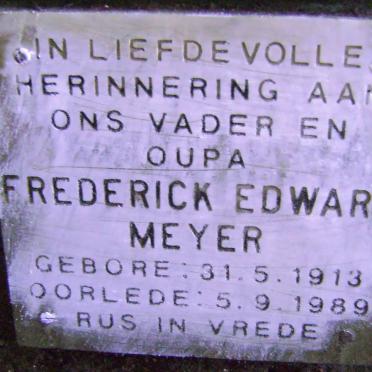 IN LIEFDEVOLLE
HERINNERING AAN
ONS VADER EN
OUPA
FREDERICK EDWAR
MEYER
GEBORE: 31.5.1913
OORLEDE: 5.9.1989
RUS IN VREDE